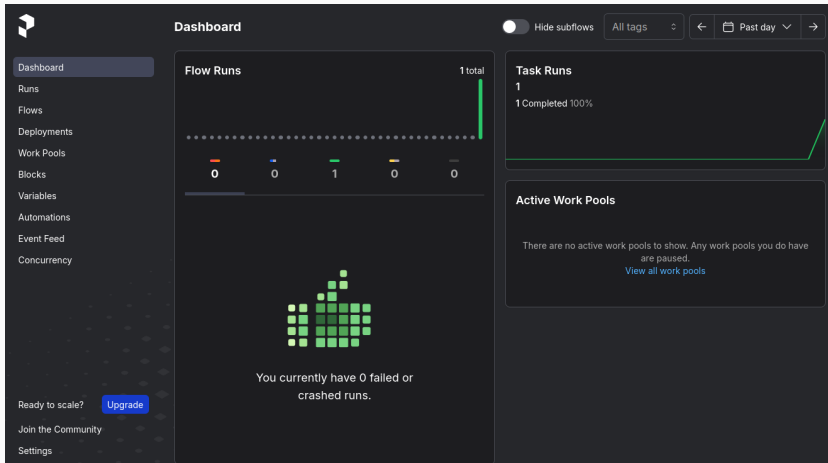 Dashboard
Hide subflows
All tags
Past day
Dashboard
Runs
Flows
Deployments
Work Pools
Blocks
Variables
Automations
Event Feed
Concurrency
Ready to scale?
Upgrade
Join the Community
Settings
Flow Runs
1 total
0 0 1 0 0
You currently have 0 failed or
crashed runs.
Task Runs
1
1 Completed 100%
Active Work Pools
There are no active work pools to show. Any work pools you do have
are paused.
View all work pools